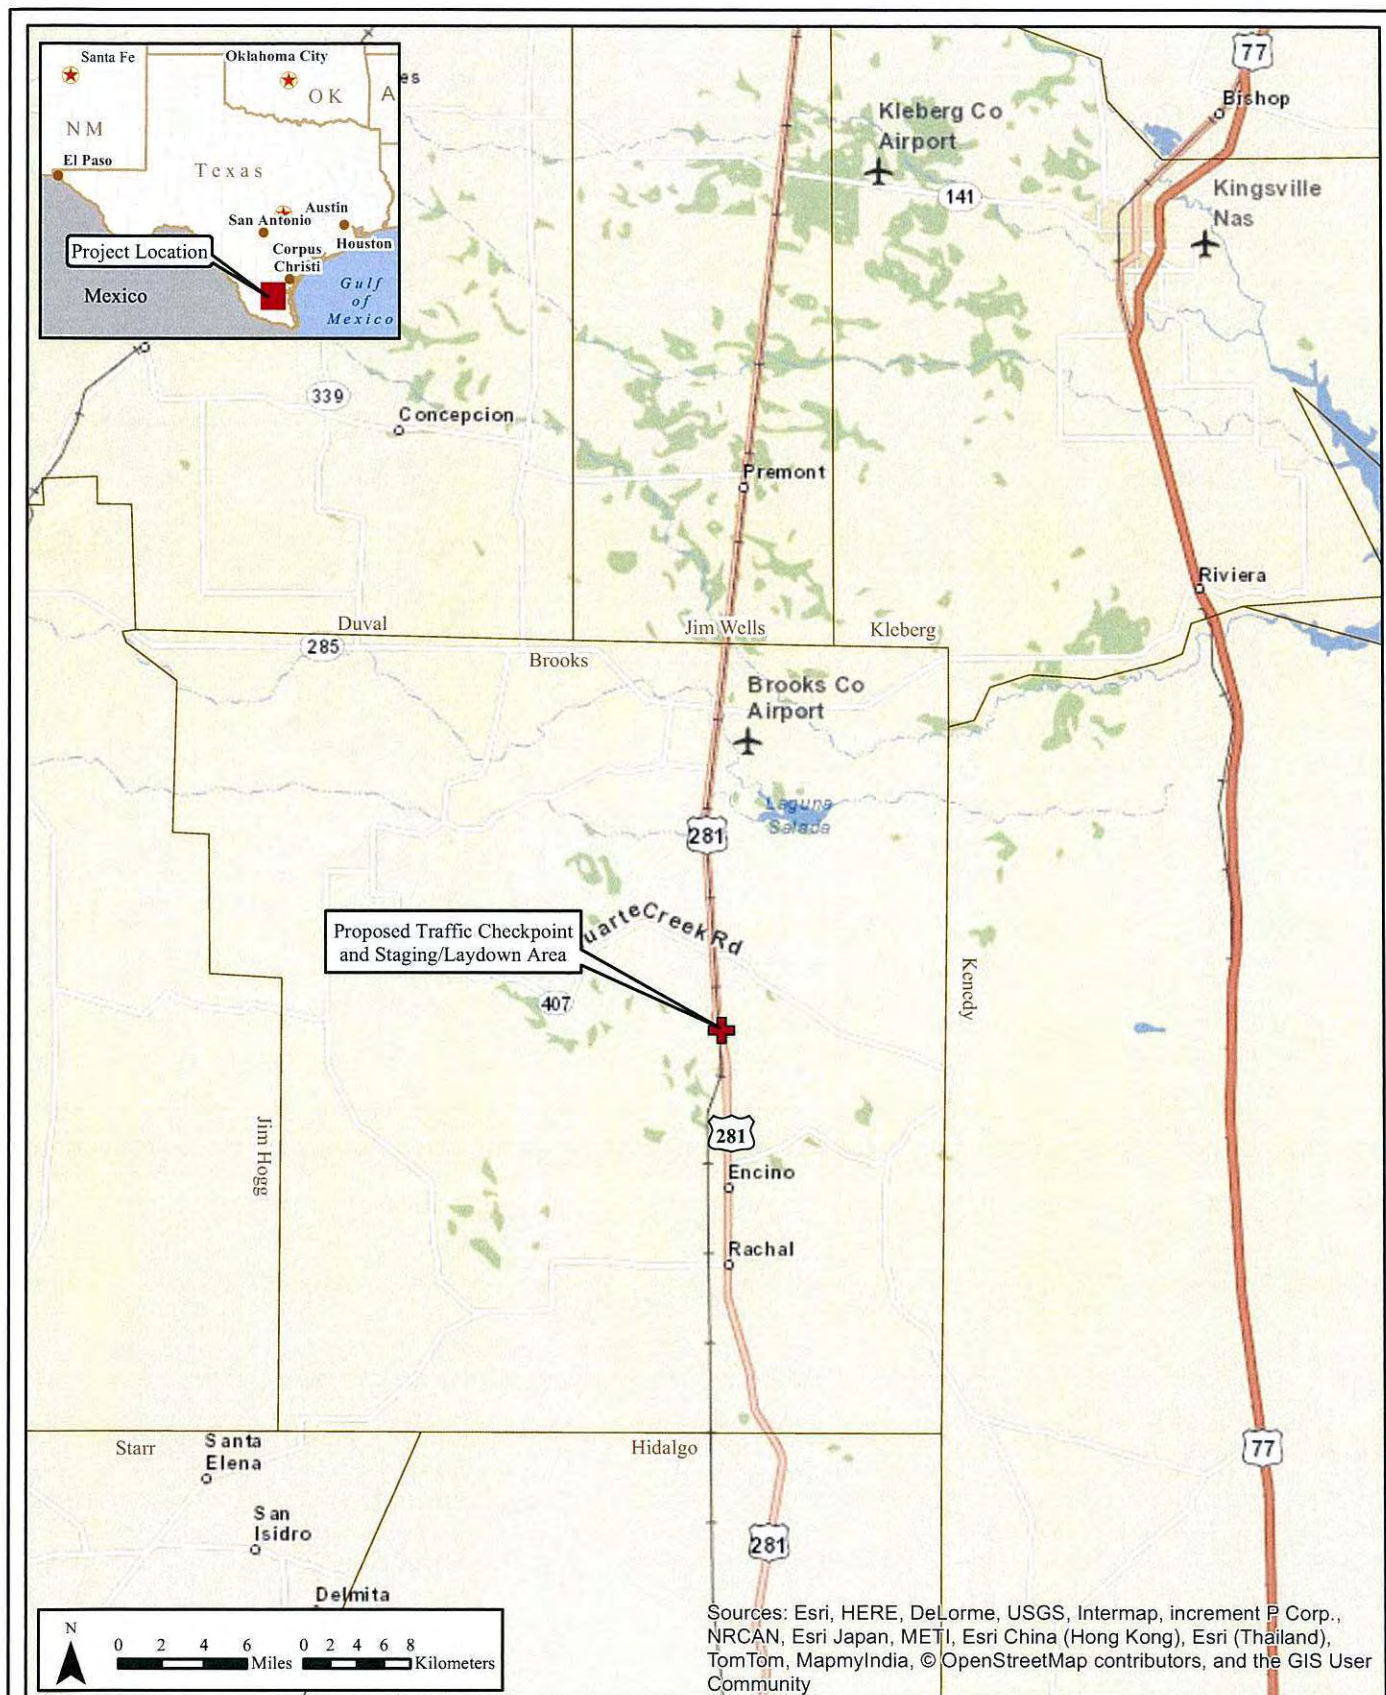 Santa Fe
Oklahoma City
OK
A
NM
El Paso
Texas
Austin
San Antonio
Houston
Corpus
Christi
Project Location
Mexico
Gulf
of
Mexico
es
77
Bishop
Kleberg Co
Airport
141
Kingsville
Nas
339
Concepcion
Premont
Riviera
Duval
Jim Wells
Kleberg
285
Brooks
Brooks Co
Airport
Laguna
Salada
281
Proposed Traffic Checkpoint
and Staging/Laydown Area
uarte Creek Rd
407
Kenedy
Jim Hogg
281
Encino
Rachal
Starr
Santa
Elena
Hidalgo
77
San
Isidro
281
Delmita
N
0 2 4 6
Miles
0 2 4 6 8
Kilometers
Sources: Esri, HERE, DeLorme, USGS, Intermap, increment P Corp.,
NRCAN, Esri Japan, METI, Esri China (Hong Kong), Esri (Thailand),
TomTom, MapmyIndia, © OpenStreetMap contributors, and the GIS User
Community